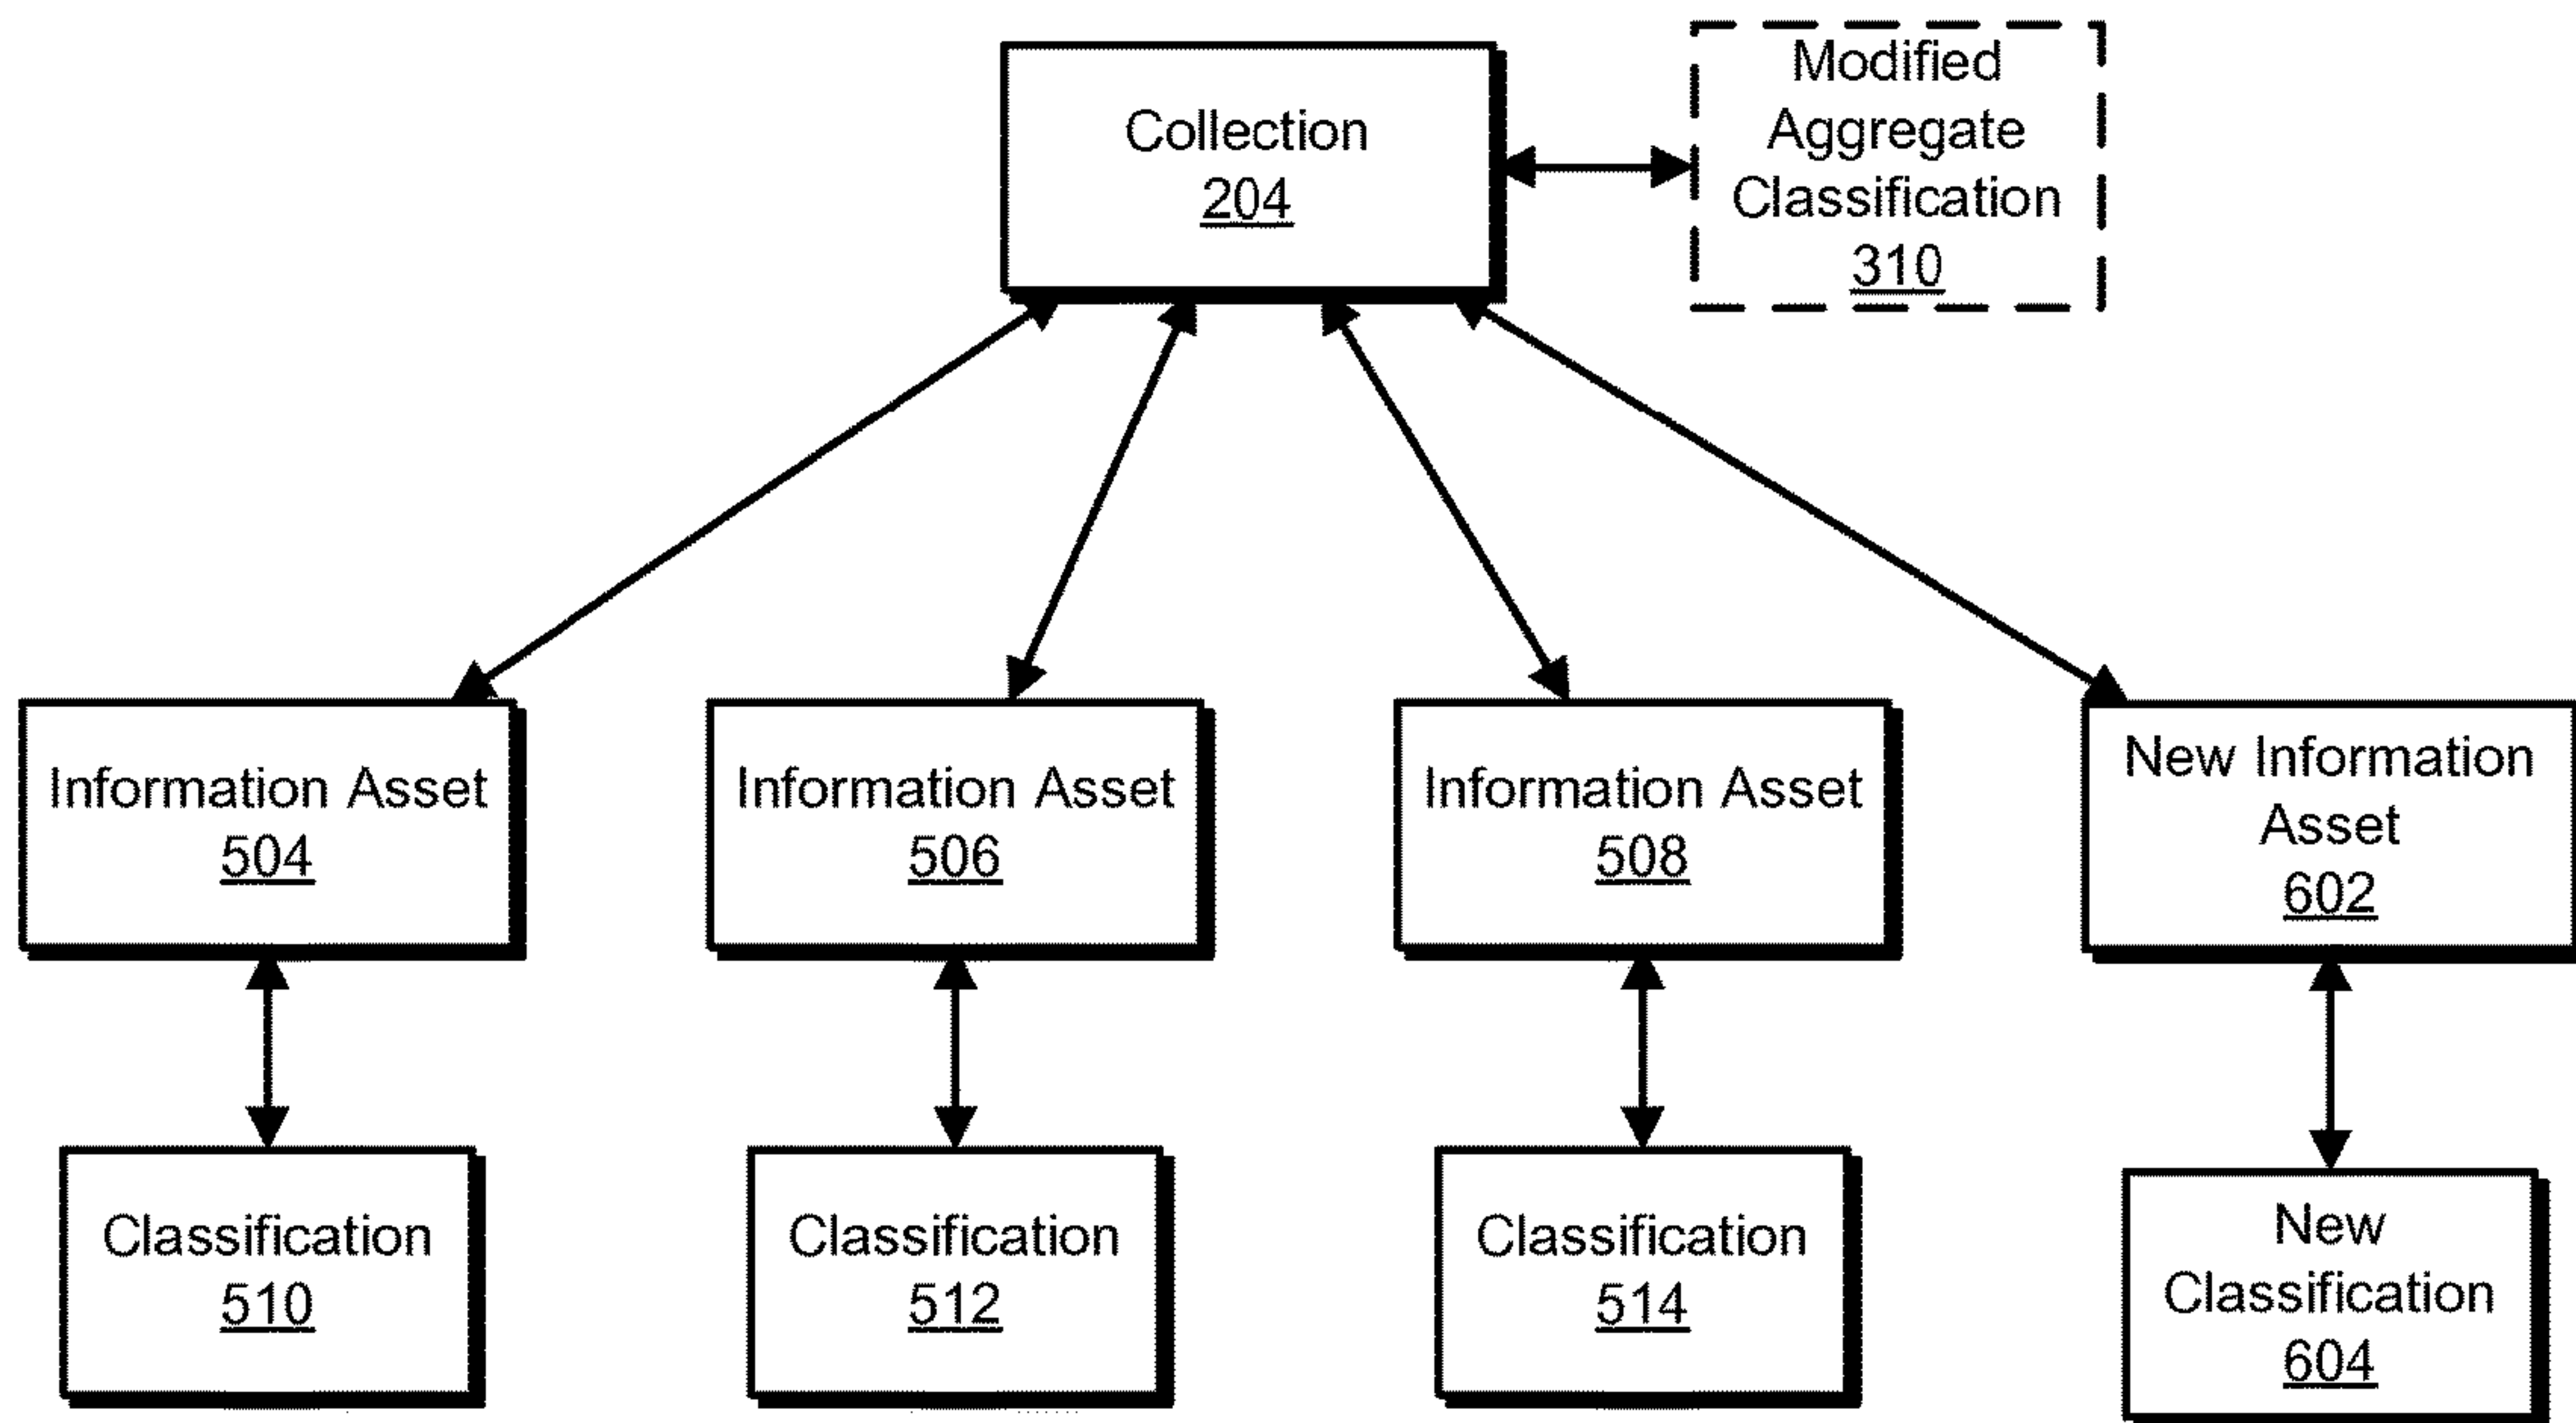 Collection
204
Modified
Aggregate
Classification
310
Information Asset
504
Information Asset
506
Information Asset
508
New Information
Asset
602
Classification
510
Classification
512
Classification
514
New
Classification
604